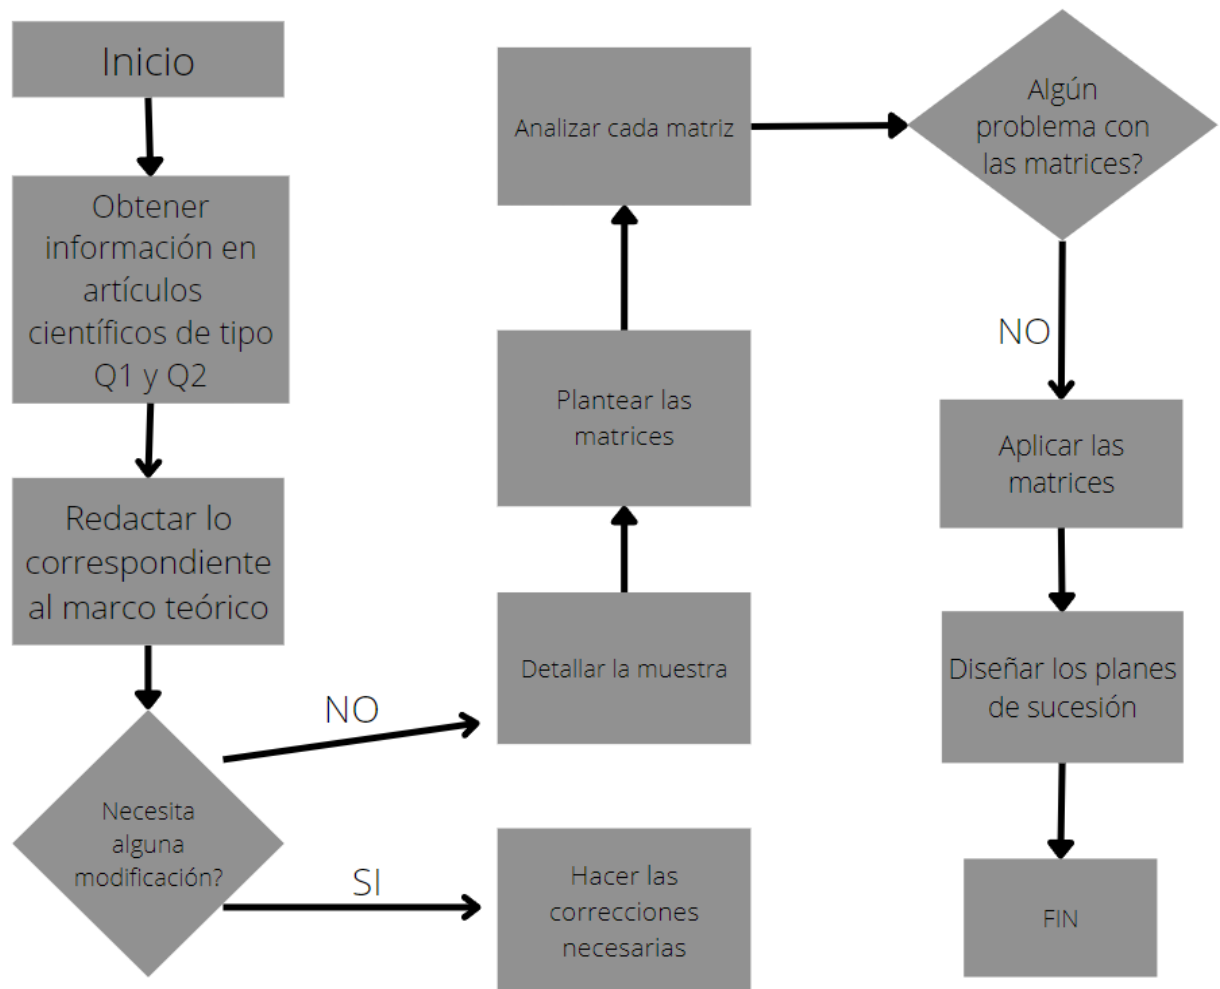 Inicio
Obtener
información en
artículos
científicos de tipo
Q1 y Q2
Redactar lo
correspondiente
al marco teórico
Necesita
alguna
modificación?
NO
SI
Hacer las
correcciones
necesarias
Detallar la muestra
Plantear las
matrices
Analizar cada matriz
Algún
problema con
las matrices?
NO
Aplicar las
matrices
Diseñar los planes
de sucesión
FIN